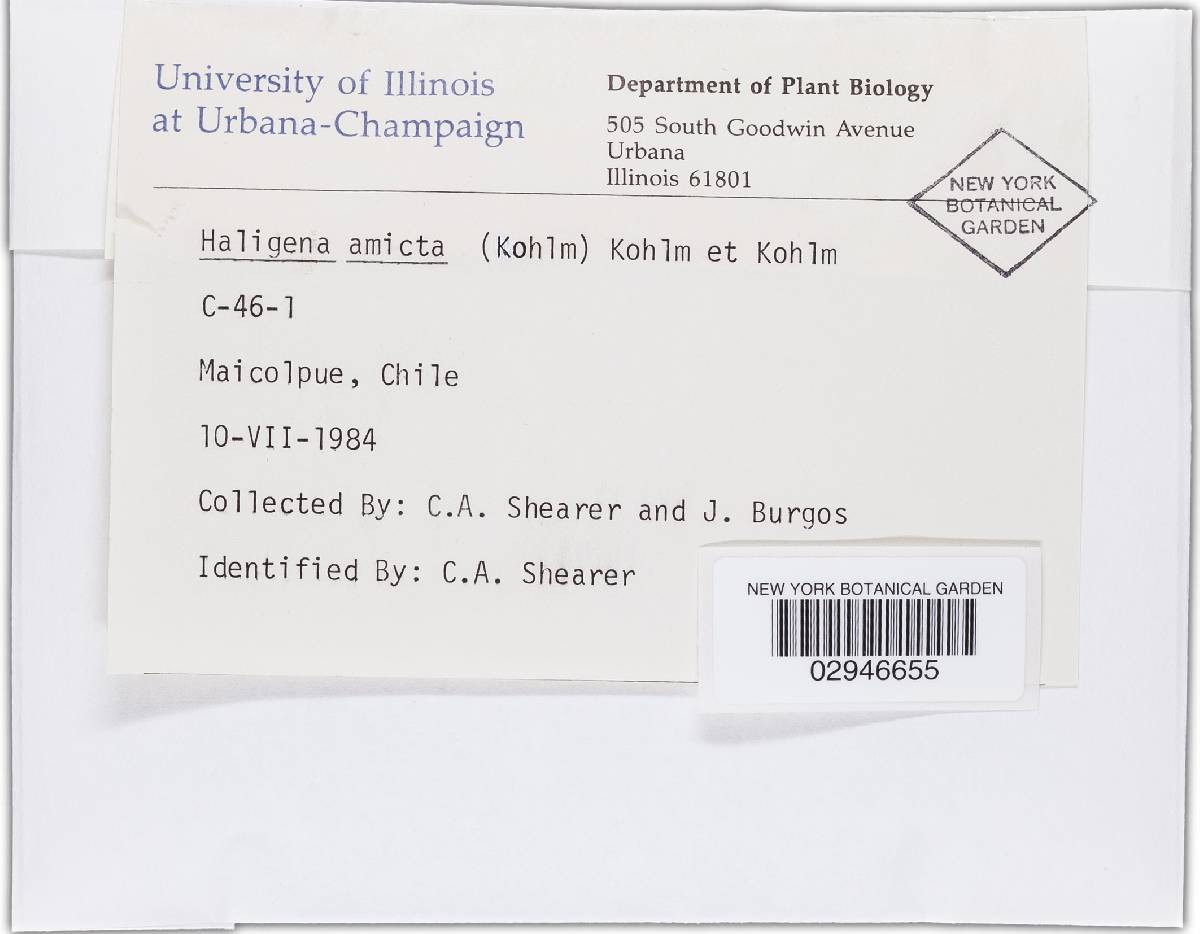 University of Illinois
at Urbana-Champaign
Department of Plant Biology
505 South Goodwin Avenue
Urbana
Illinois 61801
NEW YORK
BOTANICAL
GARDEN
Haligena amicta (Kohlm) Kohlm et Kohlm
C-46-1
Maicolpue, Chile
10-VII-1984
Collected By: C.A. Shearer and J. Burgos
Identified By: C.A. Shearer
NEW YORK BOTANICAL GARDEN
02946655